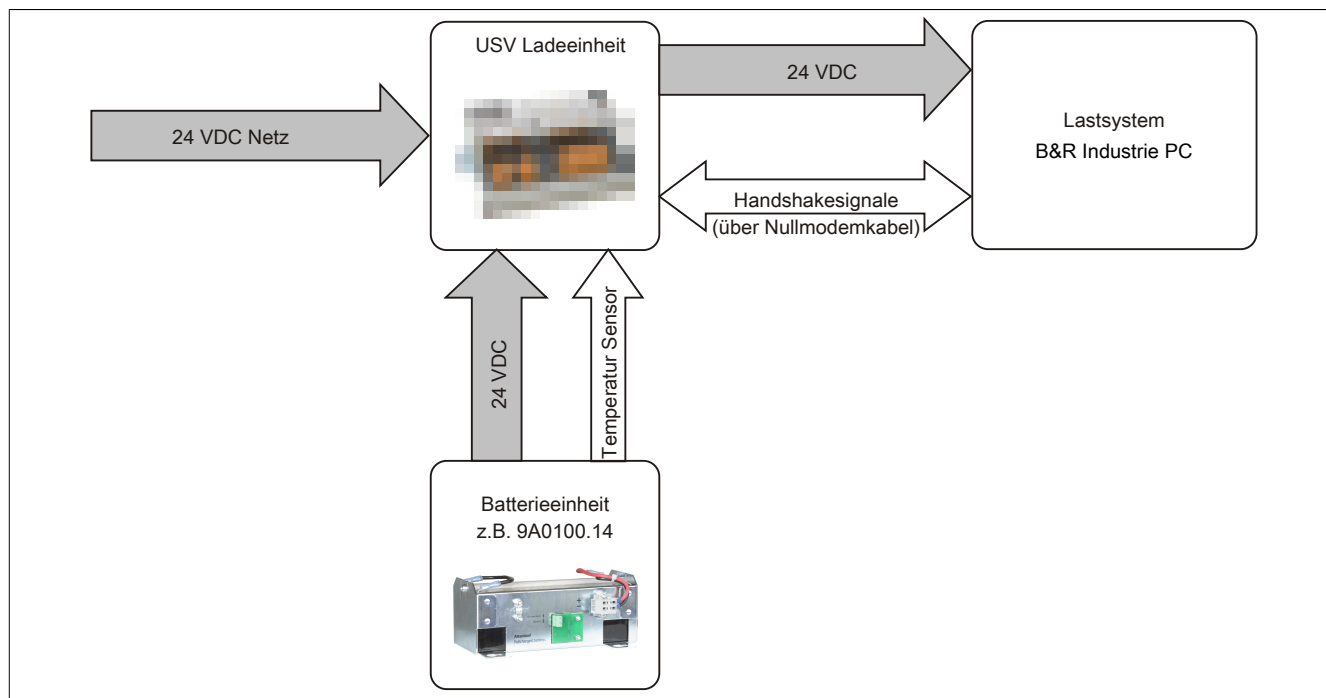 USV Ladeeinheit
24 VDC
24 VDC Netz
Lastsystem
B&R Industrie PC
Handshakesignale
(über Nullmodemkabel)
24 VDC
Temperatur Sensor
Batterieeinheit
z.B. 9A0100.14